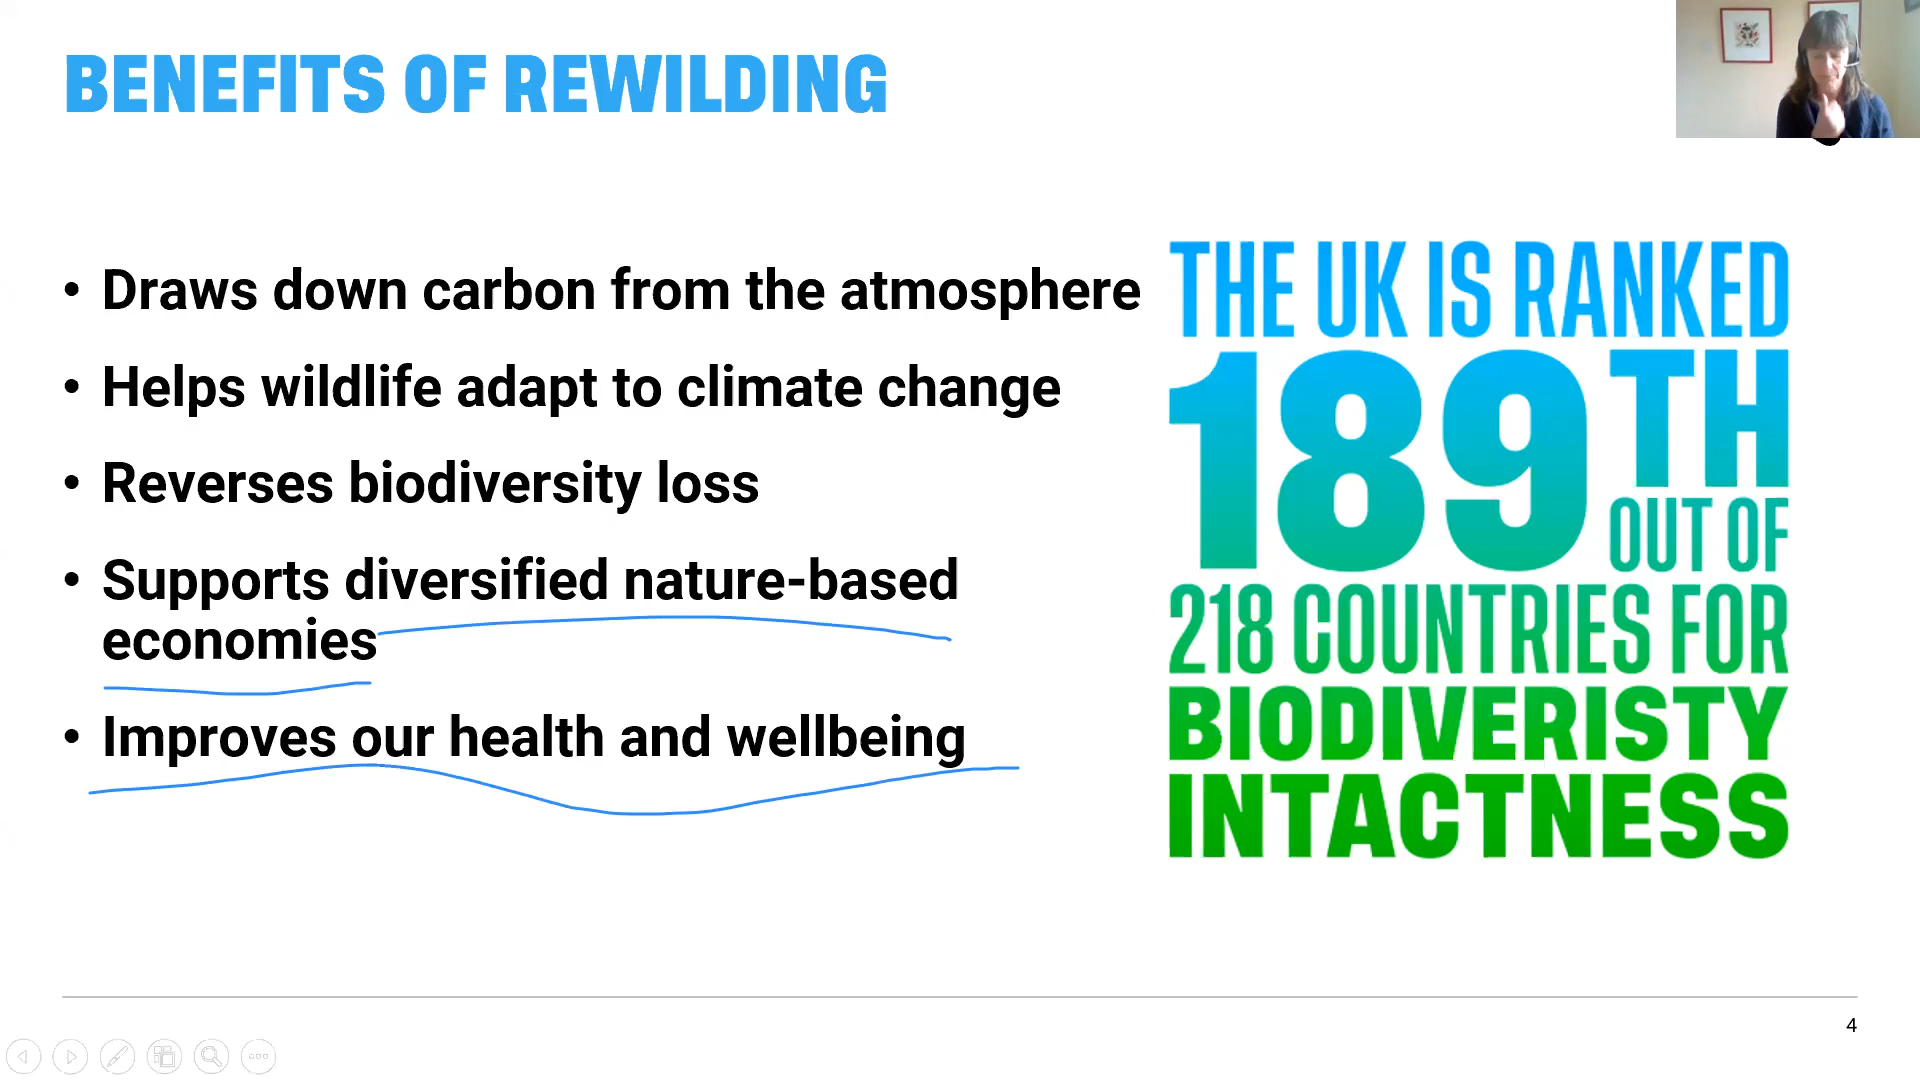 BENEFITS OF REWILDING
• Draws down carbon from the atmosphere
• Helps wildlife adapt to climate change
• Reverses biodiversity loss
• Supports diversified nature-based
economies
• Improves our health and wellbeing
THE UK IS RANKED
189TH
OUT OF
218 COUNTRIES FOR
BIODIVERISTY
INTACTNESS
4